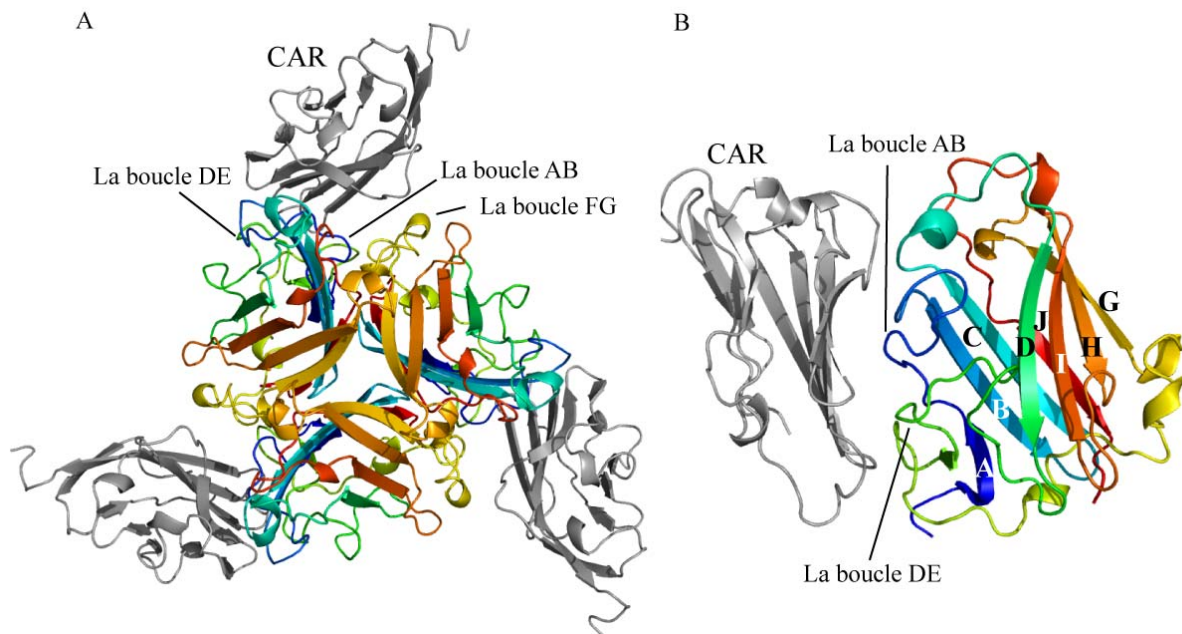 A
CAR
La boucle DE
La boucle AB
La boucle FG
B
La boucle AB
CAR
C
D
J
I
H
G
B
A
La boucle DE